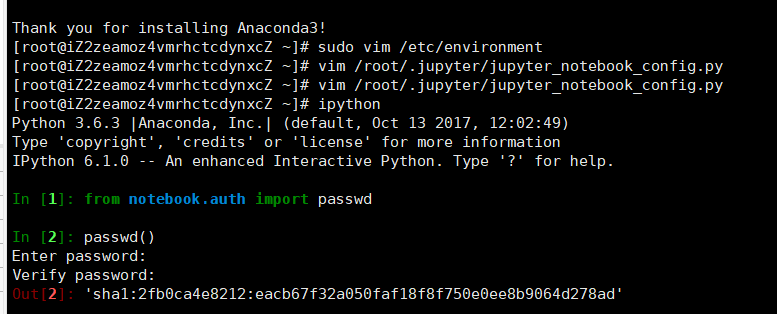 Thank you for installing Anaconda3!
[root@iZ2zeamoz4vmrhctcdynxcZ ~]# sudo vim /etc/environment
[root@iZ2zeamoz4vmrhctcdynxcZ ~]# vim /root/.jupyter/jupyter_notebook_config.py
[root@iZ2zeamoz4vmrhctcdynxcZ ~]# vim /root/.jupyter/jupyter_notebook_config.py
[root@iZ2zeamoz4vmrhctcdynxcZ ~]# ipython
Python 3.6.3 |Anaconda, Inc.| (default, Oct 13 2017, 12:02:49)
Type 'copyright', 'credits' or 'license' for more information
IPython 6.1.0 -- An enhanced Interactive Python. Type '?' for help.
In [1]: from notebook.auth import passwd
In [2]: passwd()
Enter password:
Verify password:
Out[2]: 'sha1:2fb0ca4e8212:eacb67f32a050faf18f8f750e0ee8b9064d278ad'